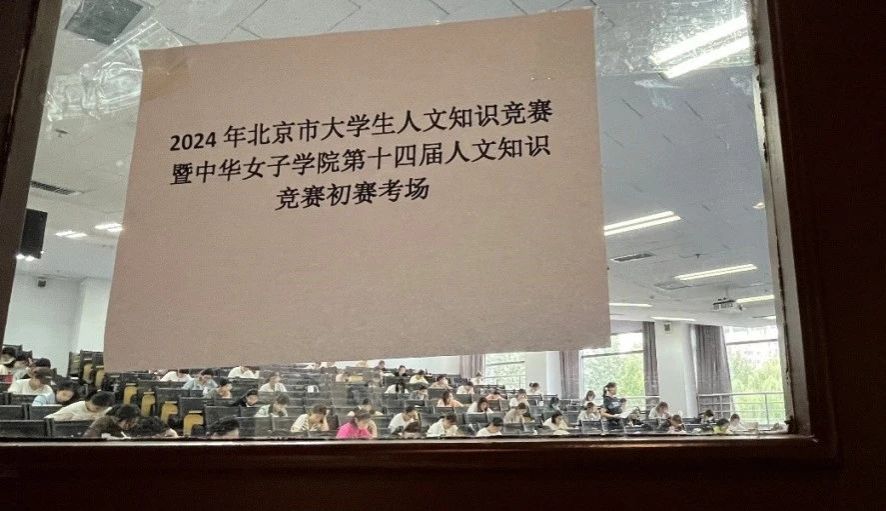 2024 年北京市大学生人文知识竞赛
暨中华女子学院第十四届人文知识
竞赛初赛考场